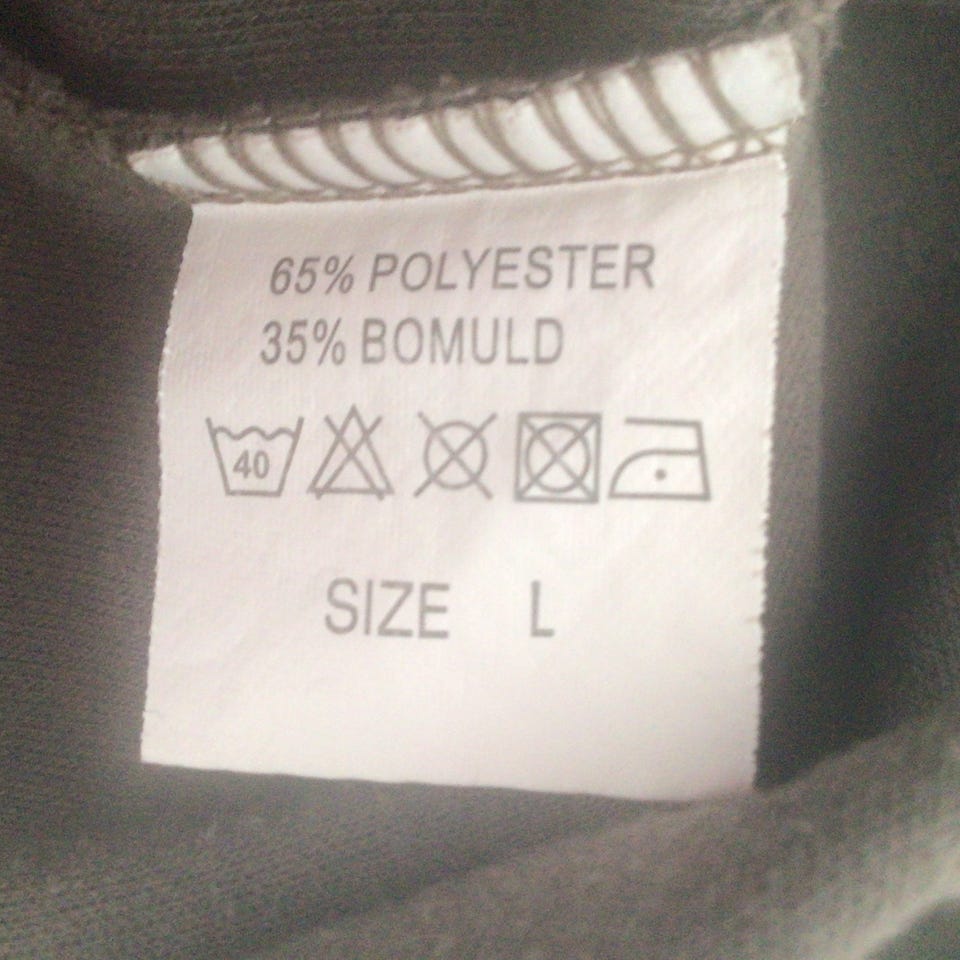 65% POLYESTER
35% BOMULD
40
SIZE L